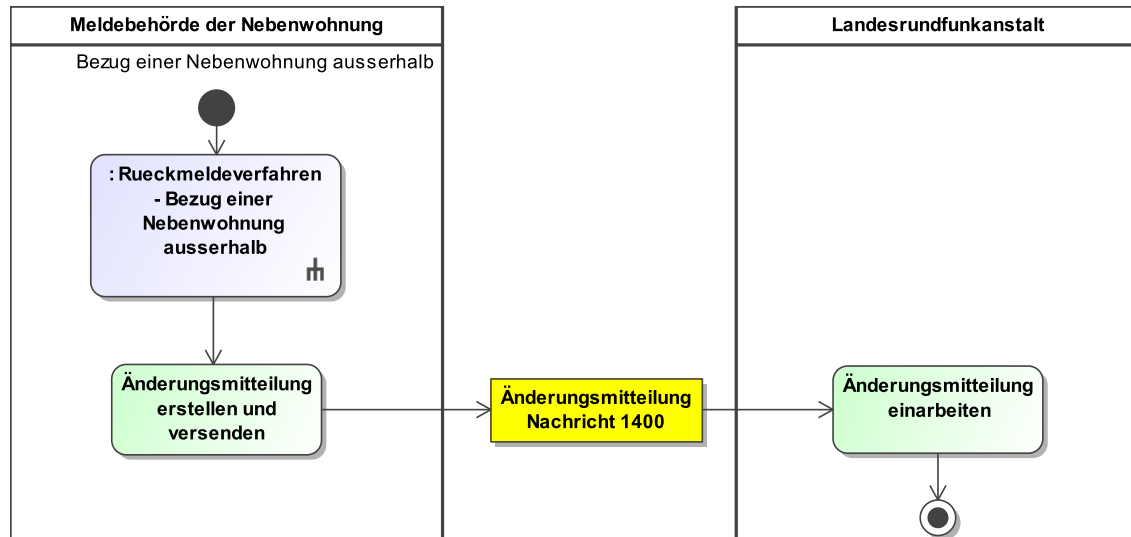 Meldebehörde der Nebenwohnung
Landesrundfunkanstalt
Bezug einer Nebenwohnung ausserhalb
: Rueckmeldeverfahren
- Bezug einer
Nebenwohnung
ausserhalb
Änderungsmitteilung
erstellen und
versenden
Änderungsmitteilung
Nachricht 1400
Änderungsmitteilung
einarbeiten